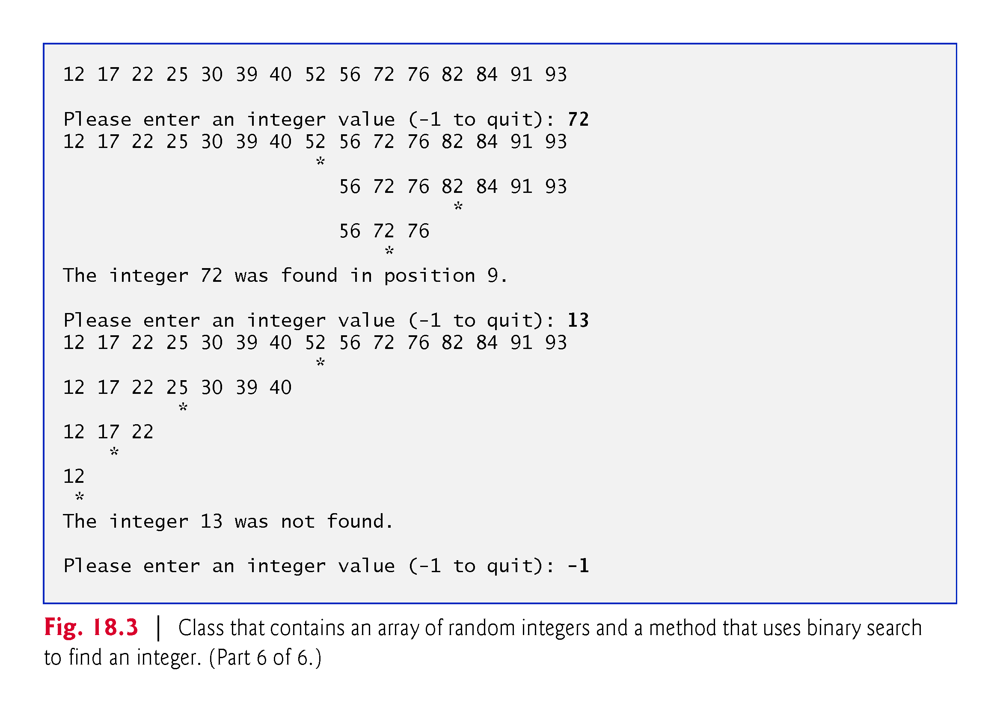 12 17 22 25 30 39 40 52 56 72 76 82 84 91 93
Please enter an integer value (-1 to quit): 72
12 17 22 25 30 39 40 52 56 72 76 82 84 91 93
*
56 72 76 82 84 91 93
*
56 72 76
*
The integer 72 was found in position 9.
Please enter an integer value (-1 to quit): 13
12 17 22 25 30 39 40 52 56 72 76 82 84 91 93
*
12 17 22 25 30 39 40
*
12 17 22
*
12
*
The integer 13 was not found.
Please enter an integer value (-1 to quit): -1
Fig. 18.3 | Class that contains an array of random integers and a method that uses binary search
to find an integer. (Part 6 of 6.)